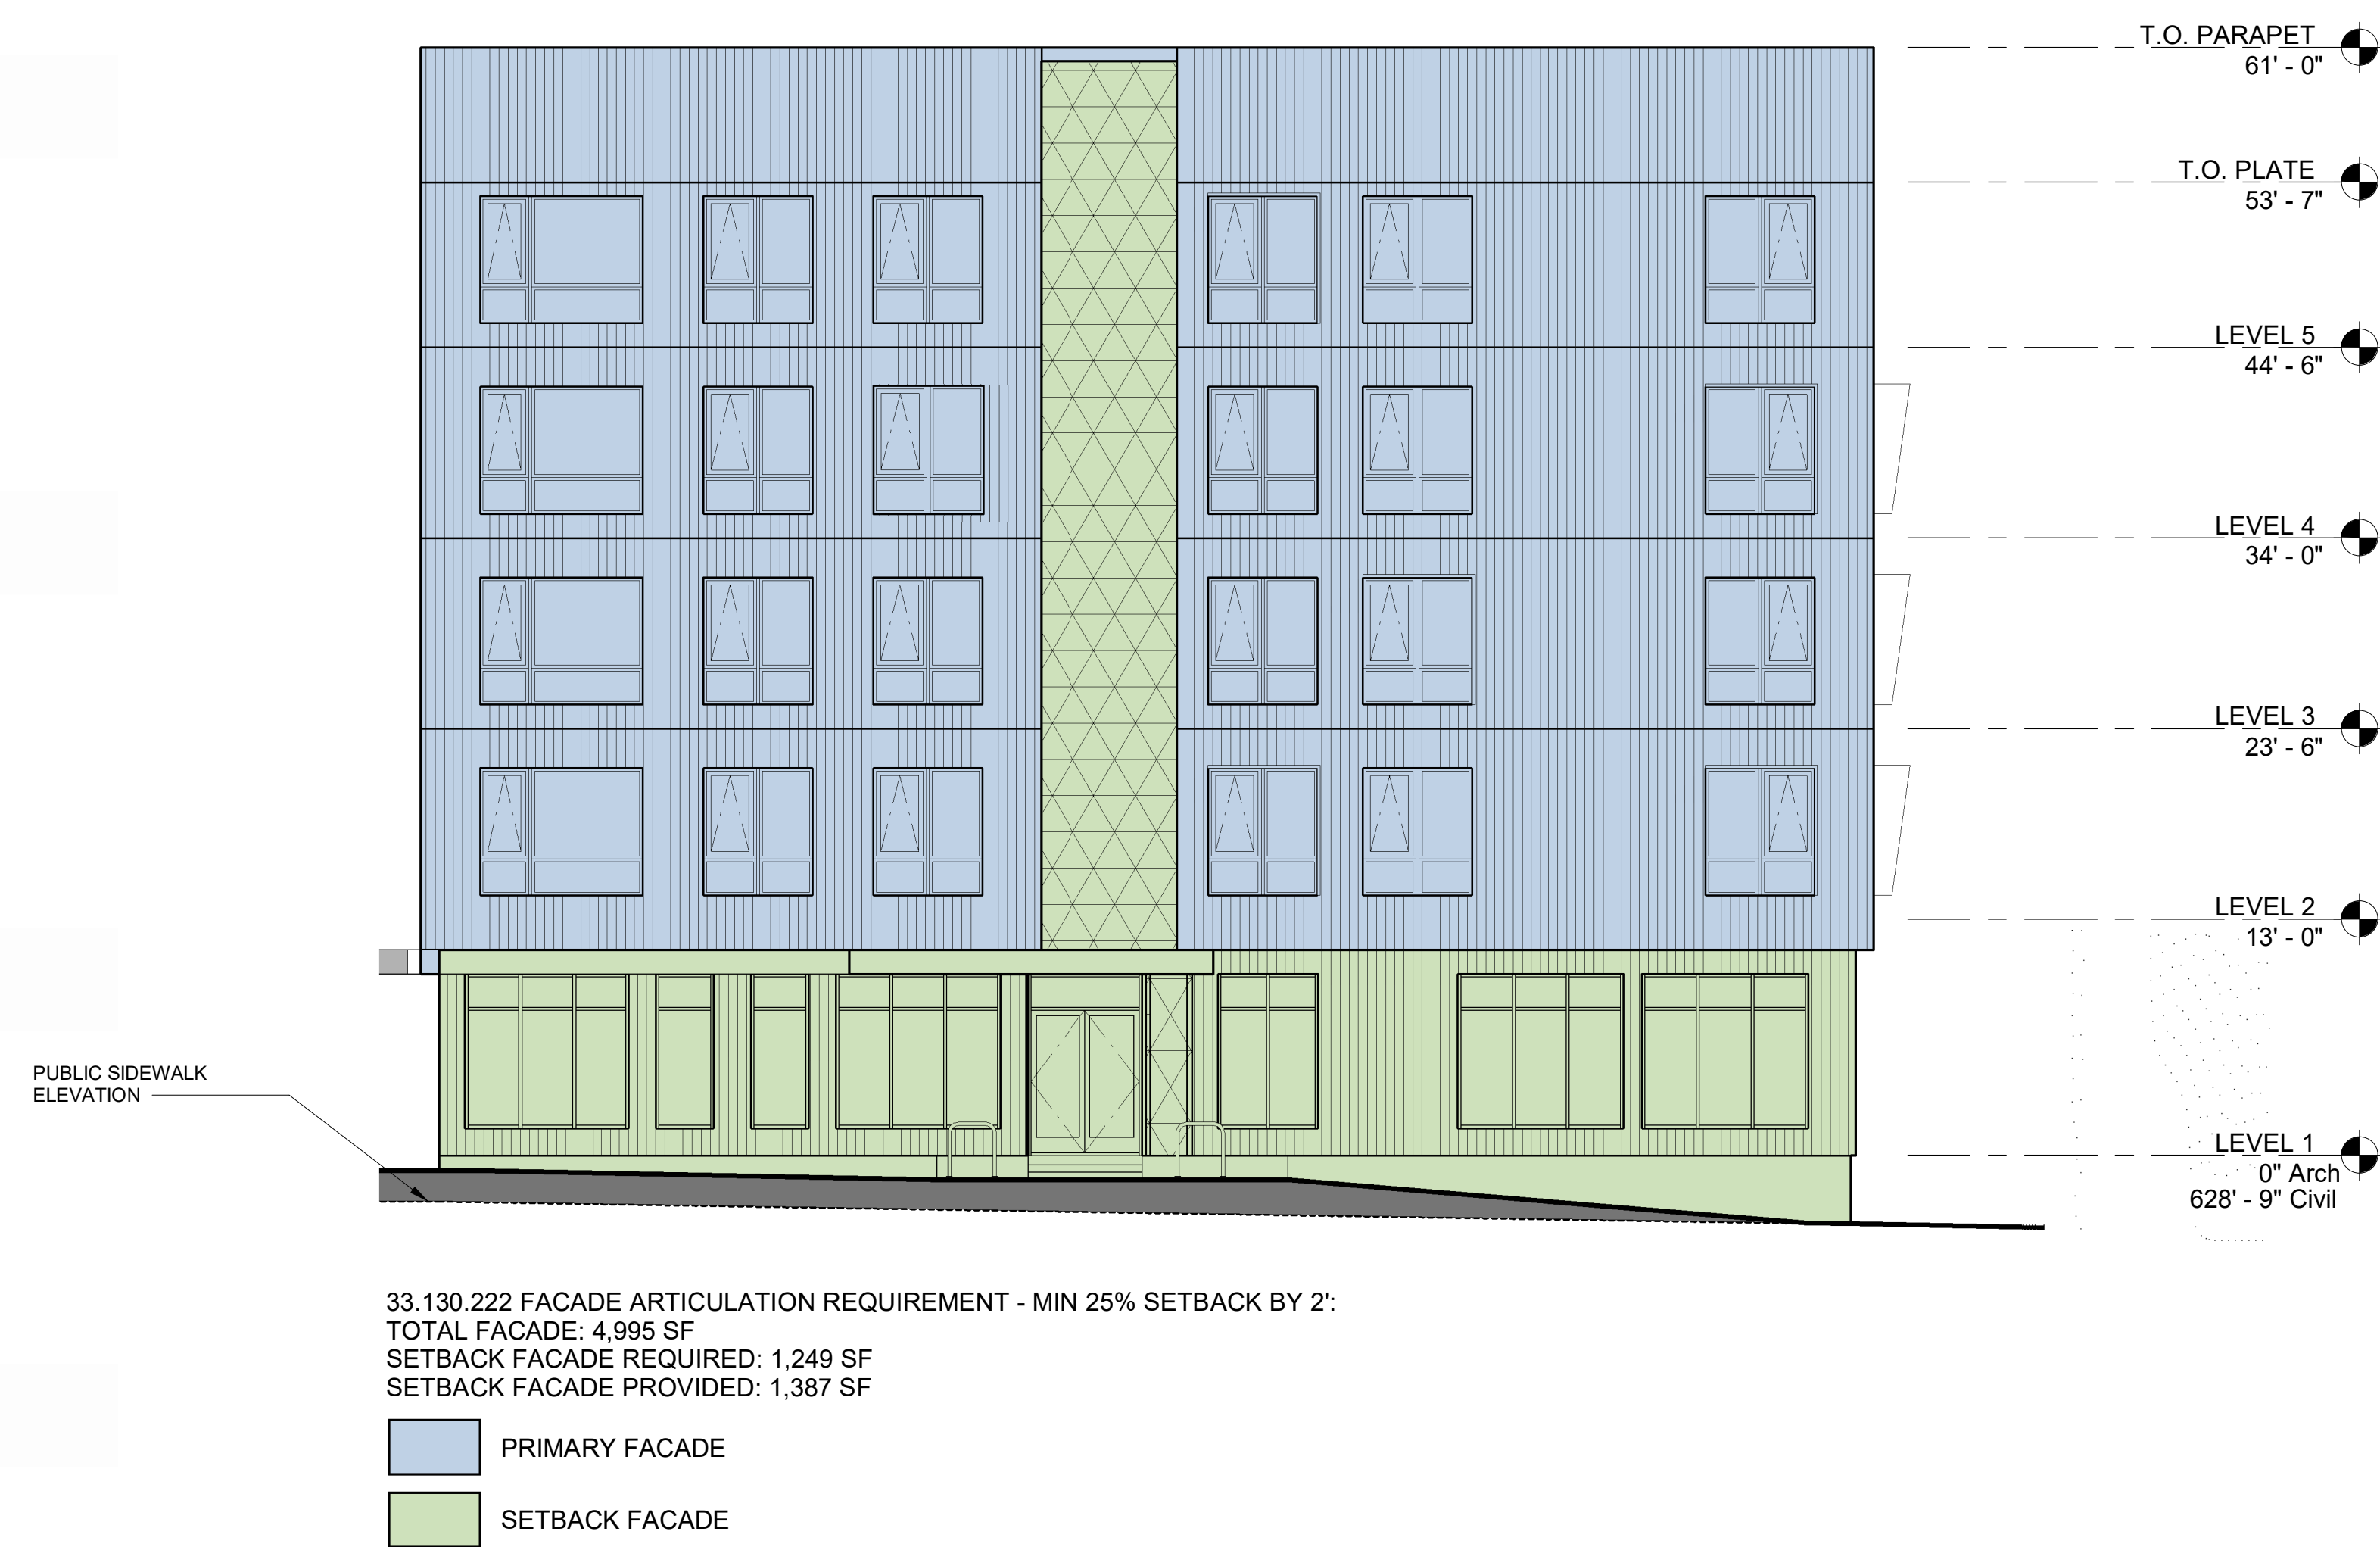 T.O. PARAPET
61' - 0"
T.O. PLATE
53' - 7"
LEVEL 5
44' - 6"
LEVEL 4
34' - 0"
LEVEL 3
23' - 6"
LEVEL 2
13' - 0"
PUBLIC SIDEWALK
ELEVATION
LEVEL 1
0" Arch
628' - 9" Civil
33.130.222 FACADE ARTICULATION REQUIREMENT - MIN 25% SETBACK BY 2':
TOTAL FACADE: 4,995 SF
SETBACK FACADE REQUIRED: 1,249 SF
SETBACK FACADE PROVIDED: 1,387 SF
PRIMARY FACADE
SETBACK FACADE